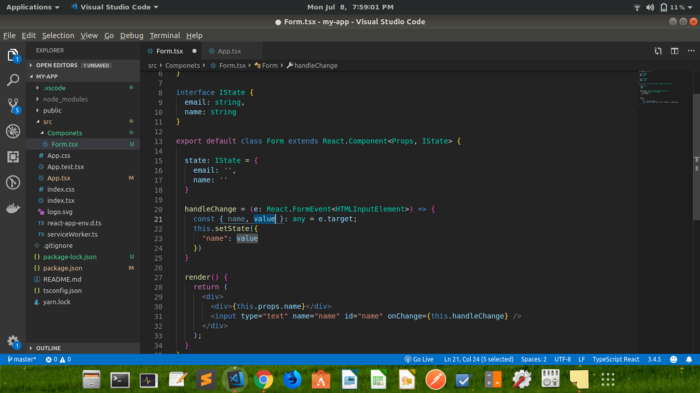 Applications Visual Studio Code Mon Jul 8, 7:59:01 PM 11%
Form.tsx - my-app - Visual Studio Code
File Edit Selection View Go Debug Terminal Help
EXPLORER
OPEN EDITORS 1 UNSAVED
MY-APP
.vscode
node_modules
public
src
Componets
Form.tsx
App.css
App.test.tsx
App.tsx M
index.css
index.tsx
logo.svg
react-app-env.d.ts
serviceWorker.ts
.gitignore
package-lock.json
package.json M
README.md
tsconfig.json
yarn.lock
OUTLINE
Form.tsx App.tsx
src › Componets › Form.tsx › Form › handleChange
6 }
7
8 interface IState {
9 email: string,
10 name: string
11 }
12
13 export default class Form extends React.Component<Props, IState> {
14
15 state: IState = {
16 email: '',
17 name: ''
18 }
19
20 handleChange = (e: React.FormEvent<HTMLInputElement>) => {
21 const { name, value }: any = e.target;
22 this.setState({
23 "name": value
24 })
25 }
26
27 render() {
28 return (
29 <div>
30 <div>{this.props.name}</div>
31 <input type="text" name="name" id="name" onChange={this.handleChange} />
32 </div>
33 );
34 }
master* 0 0 Go Live Ln 21, Col 24 (5 selected) Spaces: 2 UTF-8 LF TypeScript React 3.4.5